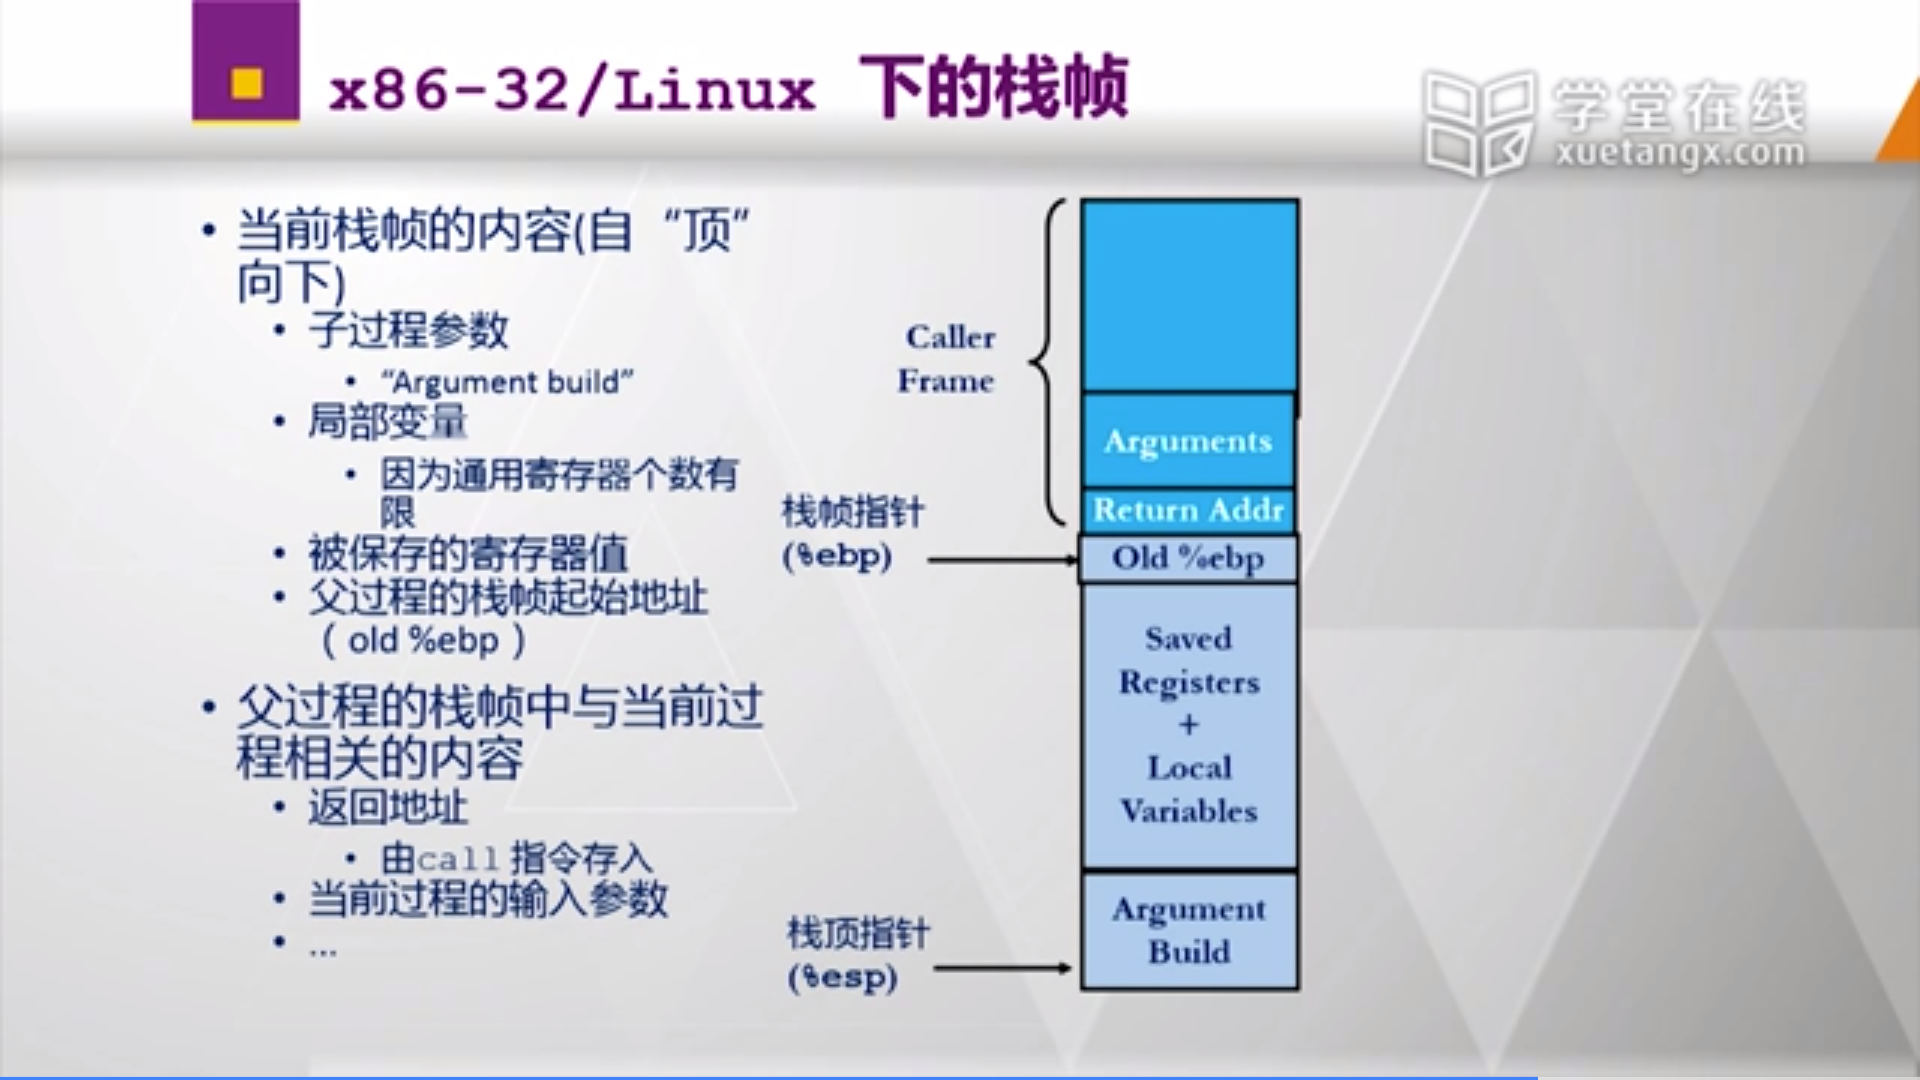 x86-32/Linux 下的栈帧
学堂在线
xuetangx.com
• 当前栈帧的内容(自“顶”
向下)
• 子过程参数
• “Argument build”
• 局部变量
• 因为通用寄存器个数有
限
• 被保存的寄存器值
• 父过程的栈帧起始地址
（old %ebp）
• 父过程的栈帧中与当前过
程相关的内容
• 返回地址
• 由call 指令存入
• 当前过程的输入参数
• ...
Caller
Frame
Arguments
Return Addr
栈帧指针
(%ebp)
Old %ebp
Saved
Registers
+
Local
Variables
栈顶指针
(%esp)
Argument
Build